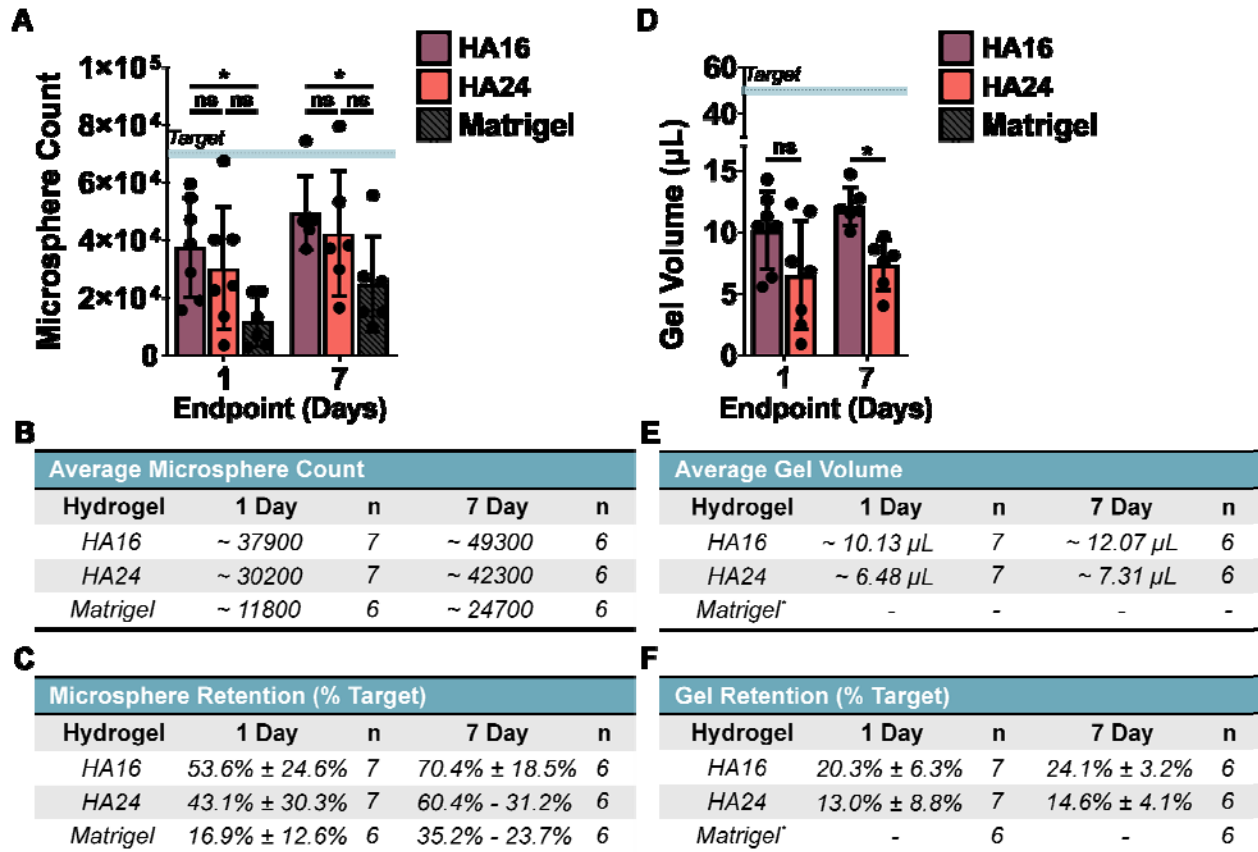 A
Microsphere Count
1×10⁵
8×10⁴
6×10⁴
4×10⁴
2×10⁴
0
Target
* *
ns ns ns ns
1 7
Endpoint (Days)
HA16
HA24
Matrigel
D
Gel Volume (µL)
60
40
15
10
5
0
Target
ns *
1 7
Endpoint (Days)
HA16
HA24
Matrigel
B
Average Microsphere Count
Hydrogel 1 Day n 7 Day n
HA16 ~ 37900 7 ~ 49300 6
HA24 ~ 30200 7 ~ 42300 6
Matrigel ~ 11800 6 ~ 24700 6
E
Average Gel Volume
Hydrogel 1 Day n 7 Day n
HA16 ~ 10.13 µL 7 ~ 12.07 µL 6
HA24 ~ 6.48 µL 7 ~ 7.31 µL 6
Matrigel* - - - -
C
Microsphere Retention (% Target)
Hydrogel 1 Day n 7 Day n
HA16 53.6% ± 24.6% 7 70.4% ± 18.5% 6
HA24 43.1% ± 30.3% 7 60.4% - 31.2% 6
Matrigel 16.9% ± 12.6% 6 35.2% - 23.7% 6
F
Gel Retention (% Target)
Hydrogel 1 Day n 7 Day n
HA16 20.3% ± 6.3% 7 24.1% ± 3.2% 6
HA24 13.0% ± 8.8% 7 14.6% ± 4.1% 6
Matrigel* - 6 - 6